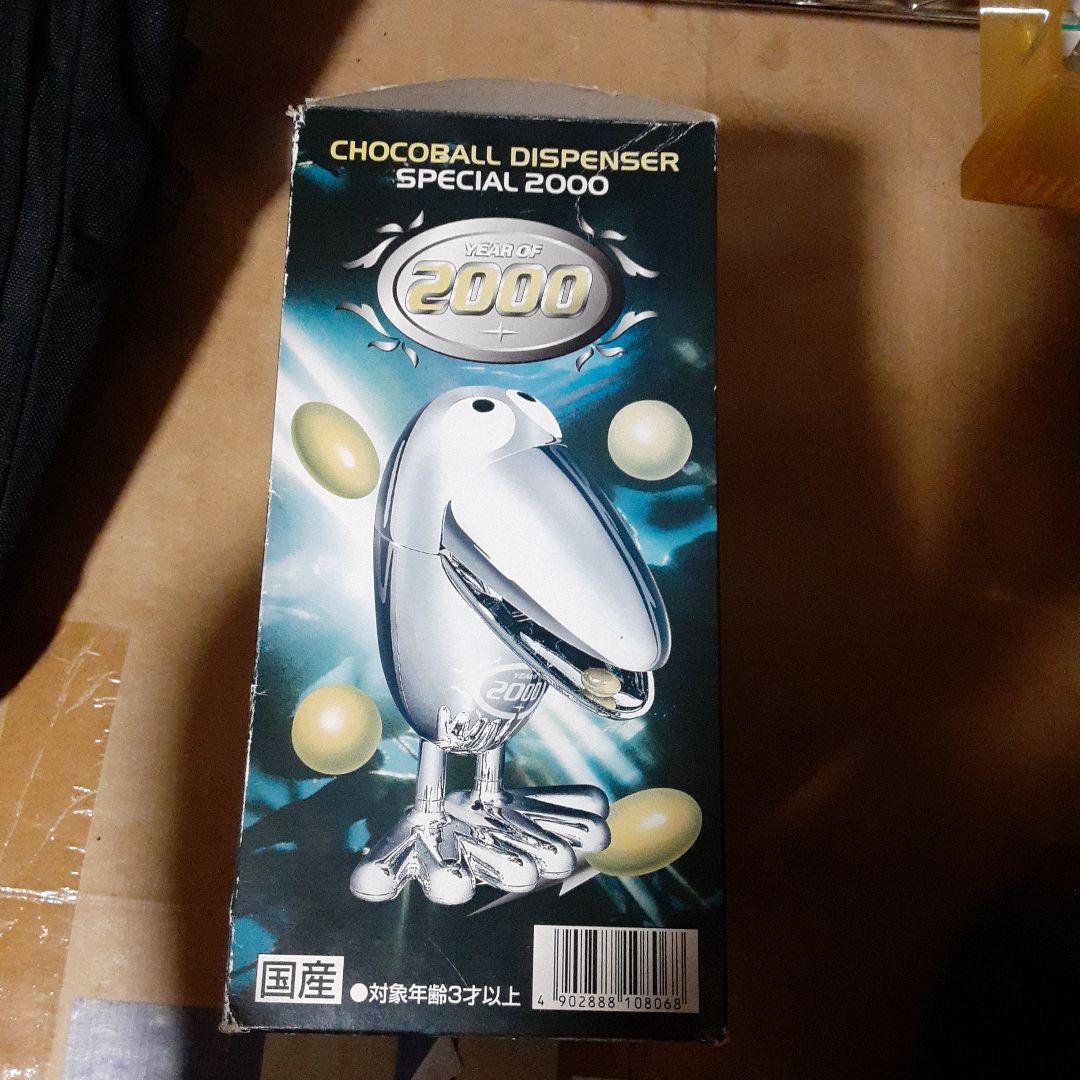 CHOCOBALL DISPENSER
SPECIAL 2000
YEAR OF
2000
YEAR
2000
国産
●対象年齢3才以上
4 902888 108068